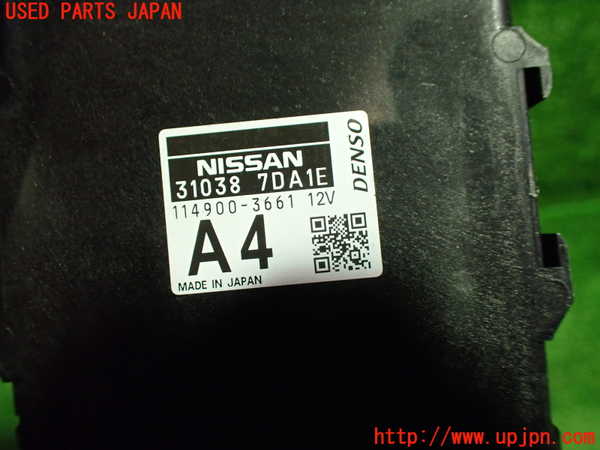 USED PARTS JAPAN
NISSAN
31038 7DA1E
114900-3661 12V
A4
MADE IN JAPAN
DENSO
http://www.upjpn.com/